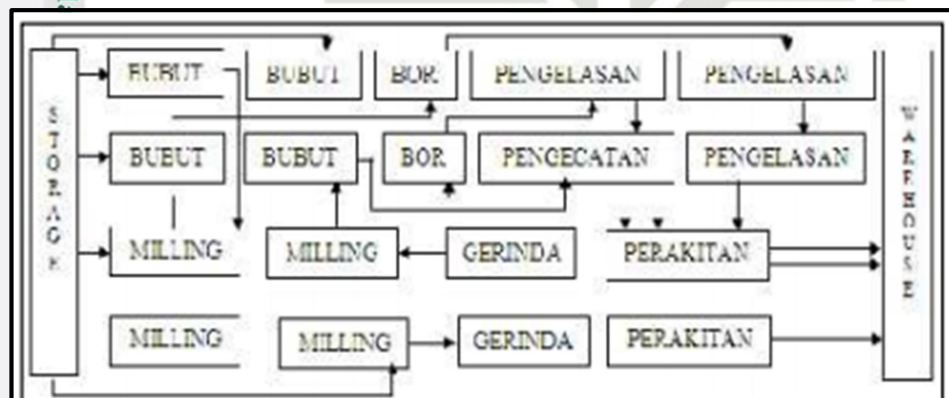 BUBUT BUBUT BOR PENGELASAN PENGELASAN
STORAGE
WAREHOUSE
BUBUT BUBUT BOR PENGECATAN PENGELASAN
MILLING MILLING GERINDA PERAKITAN
MILLING MILLING GERINDA PERAKITAN